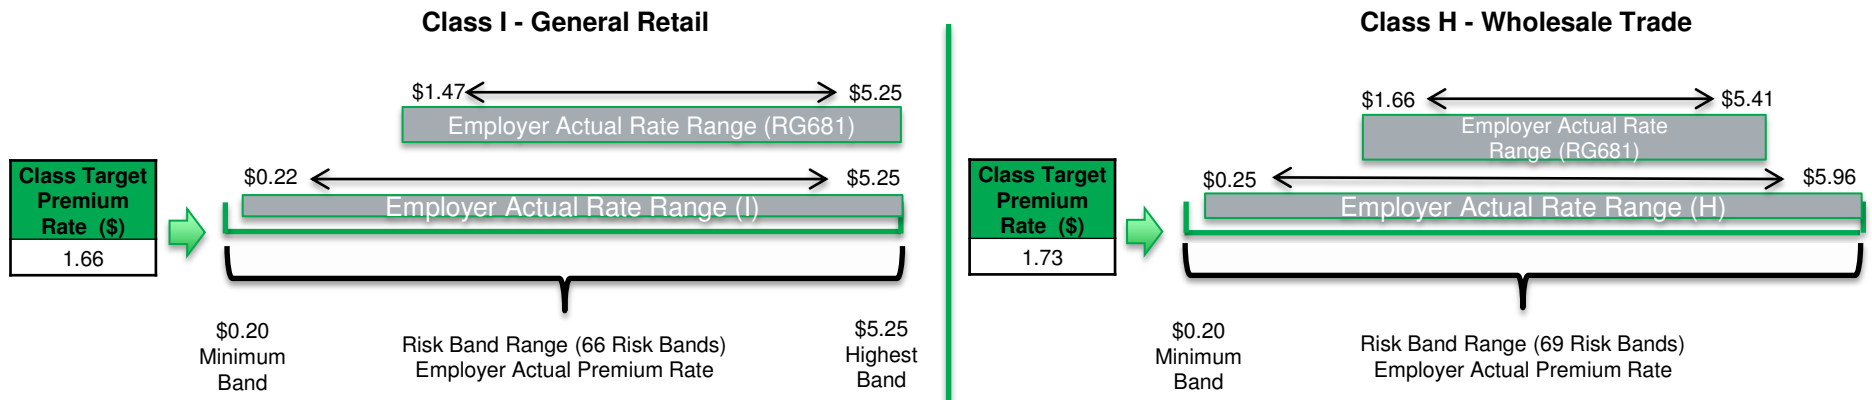 Class I - General Retail
$1.47
$5.25
Employer Actual Rate Range (RG681)
$0.22
$5.25
Employer Actual Rate Range (I)
Class Target
Premium
Rate ($)
1.66
$0.20
Minimum
Band
Risk Band Range (66 Risk Bands)
Employer Actual Premium Rate
$5.25
Highest
Band
Class H - Wholesale Trade
$1.66
$5.41
Employer Actual Rate
Range (RG681)
$0.25
$5.96
Employer Actual Rate Range (H)
Class Target
Premium
Rate ($)
1.73
$0.20
Minimum
Band
Risk Band Range (69 Risk Bands)
Employer Actual Premium Rate